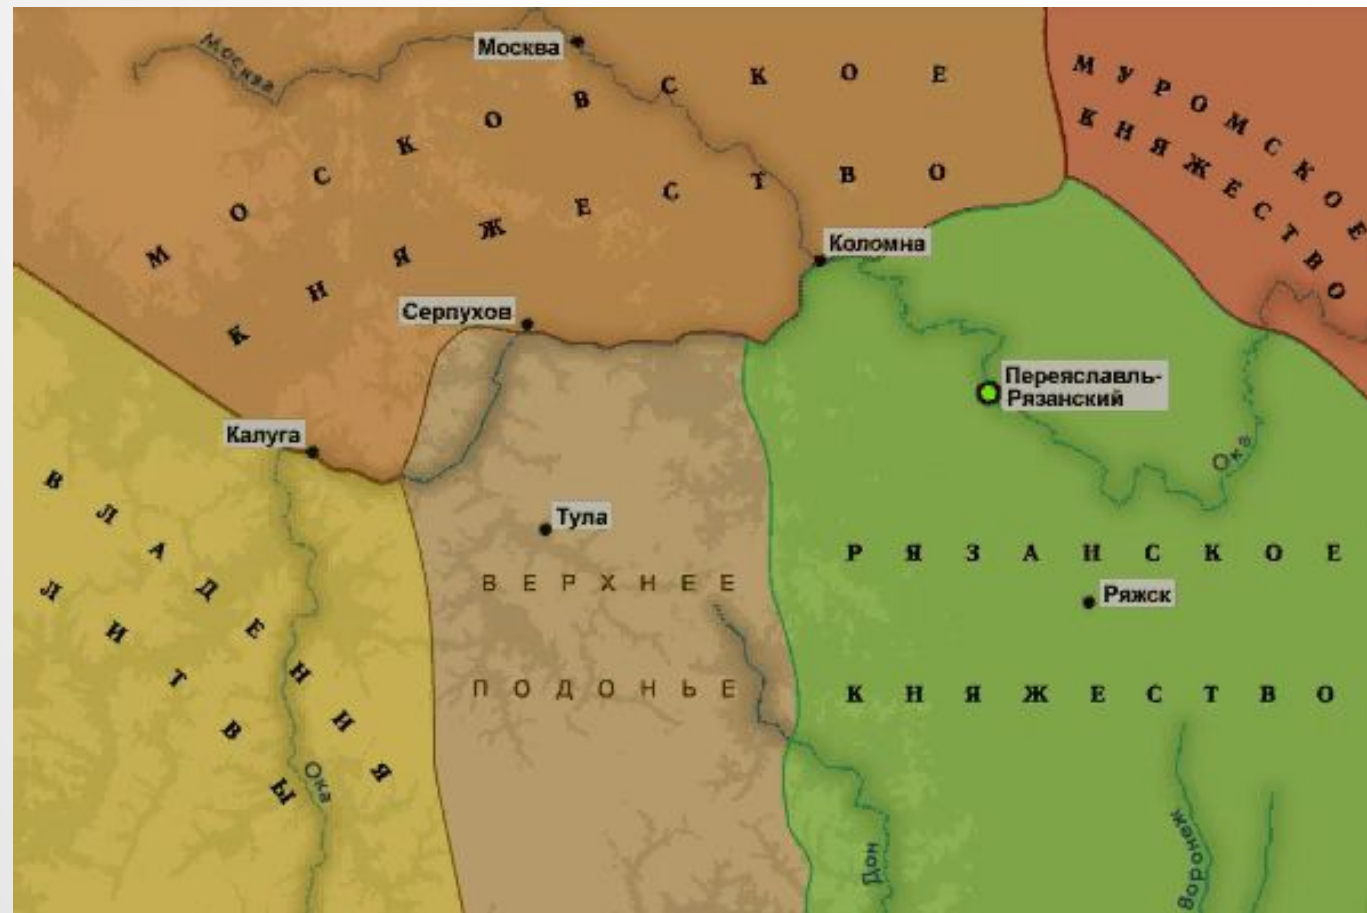 Москва
Москва
МОСКОВСКОЕ
КНЯЖЕСТВО
МУРОМСКОЕ
КНЯЖЕСТВО
Коломна
Серпухов
Переяславль-
Рязанский
Калуга
Ока
ВЛАДЕНИЯ
ЛИТВЫ
Тула
ВЕРХНЕЕ
ПОДОНЬЕ
РЯЗАНСКОЕ
Ряжск
КНЯЖЕСТВО
Ока
Дон
Воронеж